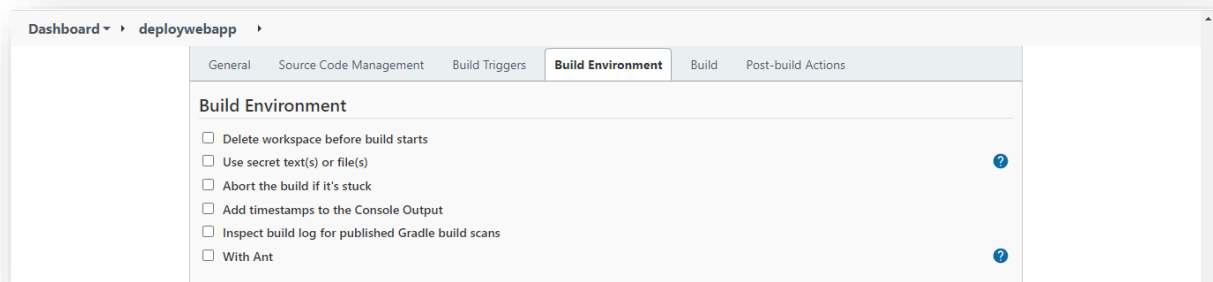 Dashboard deploywebapp
General Source Code Management Build Triggers Build Environment Build Post-build Actions
Build Environment
Delete workspace before build starts
Use secret text(s) or file(s) ?
Abort the build if it's stuck
Add timestamps to the Console Output
Inspect build log for published Gradle build scans
With Ant ?